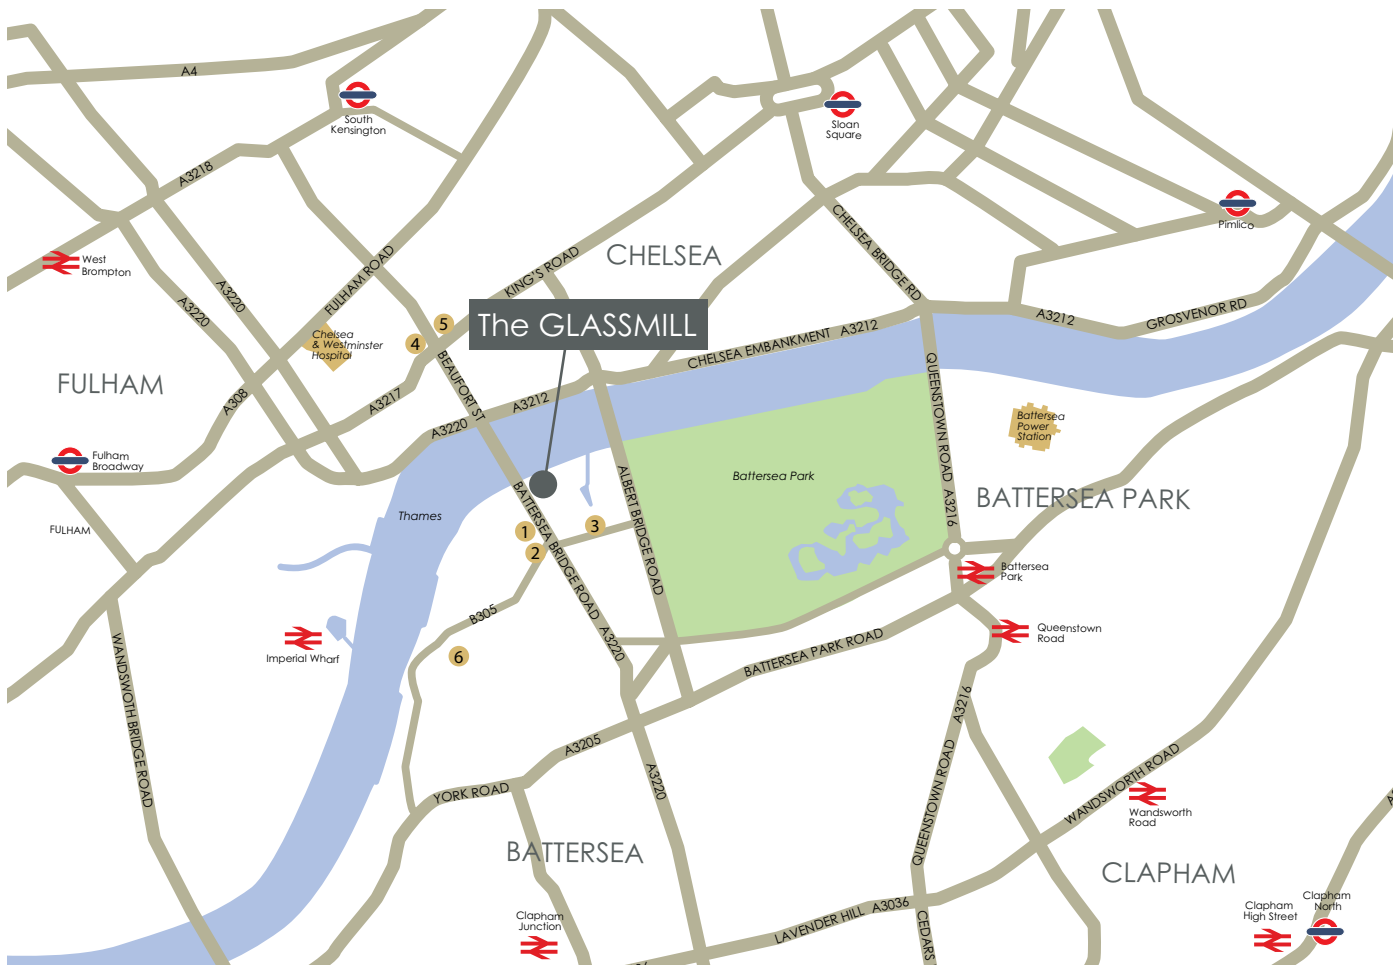 A4
South
Kensington
Sloan
Square
A3218
Pimlico
West
Brompton
CHELSEA BRIDGE RD
CHELSEA
KING'S ROAD
FULHAM ROAD
A3220
A3220
The GLASSMILL
5
4
Chelsea
& Westminster
Hospital
A3212
GROSVENOR RD
CHELSEA EMBANKMENT A3212
BEAUFORT ST
FULHAM
A308
A3217
A3212
A3220
QUEENSTOWN ROAD A3216
Battersea
Power
Station
Fulham
Broadway
Battersea Park
BATTERSEA PARK
FULHAM
Thames
ALBERT BRIDGE ROAD
1
2
3
BATTERSEA BRIDGE ROAD A3220
Battersea
Park
B305
Queenstown
Road
Imperial Wharf
6
BATTERSEA PARK ROAD
WANDSWOTH BRIDGE ROAD
A3216
A3205
A3220
YORK ROAD
QUEENSTOWN ROAD
WANDSWORTH ROAD
Wandsworth
Road
BATTERSEA
CLAPHAM
LAVENDER HILL A3036
CEDARS
Clapham
Junction
Clapham
High Street
Clapham
North